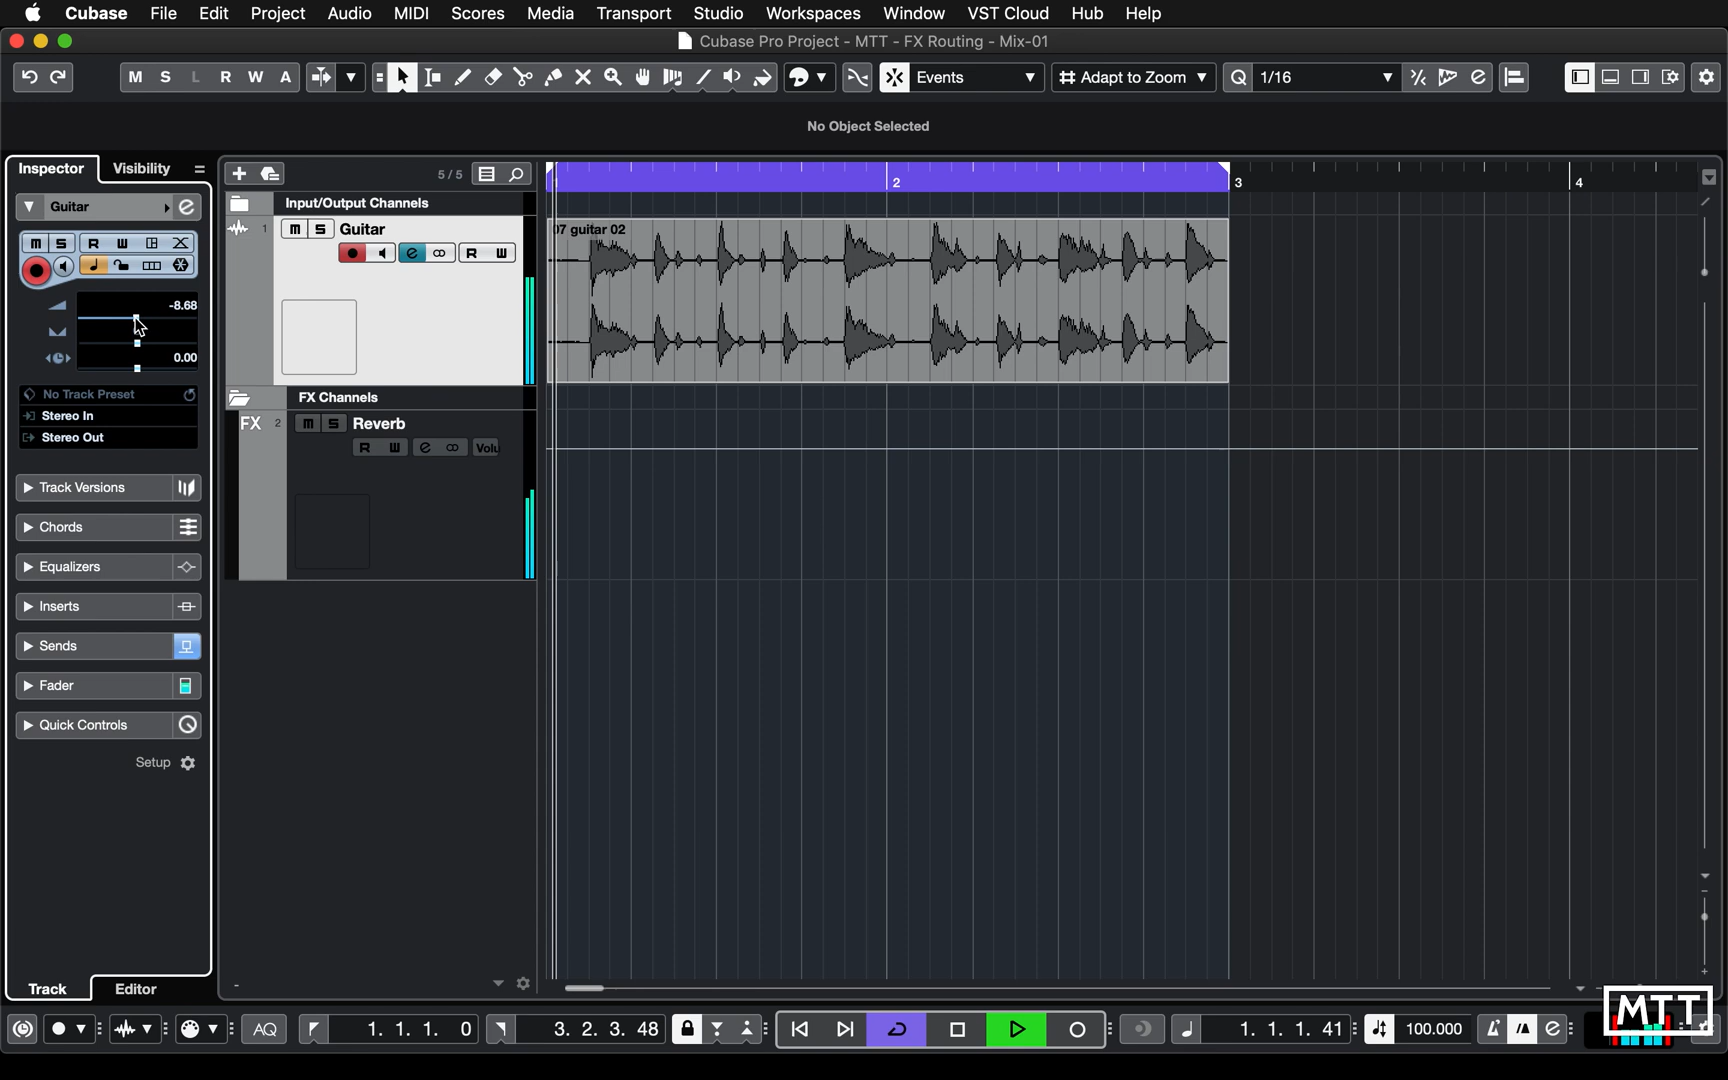 Cubase File Edit Project Audio MIDI Scores Media Transport Studio Workspaces Window VST Cloud Hub Help
Cubase Pro Project - MTT - FX Routing - Mix-01
M S L R W A Events Adapt to Zoom Q 1/16
No Object Selected
Inspector Visibility
5 / 5
2 3 4
Guitar
Input/Output Channels
1 m s Guitar
07 guitar 02
m s R W
R W
-8.68
0.00
No Track Preset
Stereo In
Stereo Out
FX Channels
FX 2 m s Reverb
R W e Volu
Track Versions
Chords
Equalizers
Inserts
Sends
Fader
Quick Controls
Setup
Track Editor
MTT
AQ 1. 1. 1. 0 3. 2. 3. 48 1. 1. 1. 41 100.000